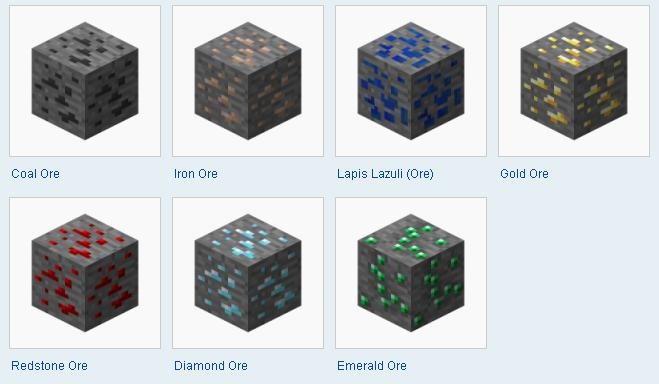 Coal Ore
Iron Ore
Lapis Lazuli (Ore)
Gold Ore
Redstone Ore
Diamond Ore
Emerald Ore